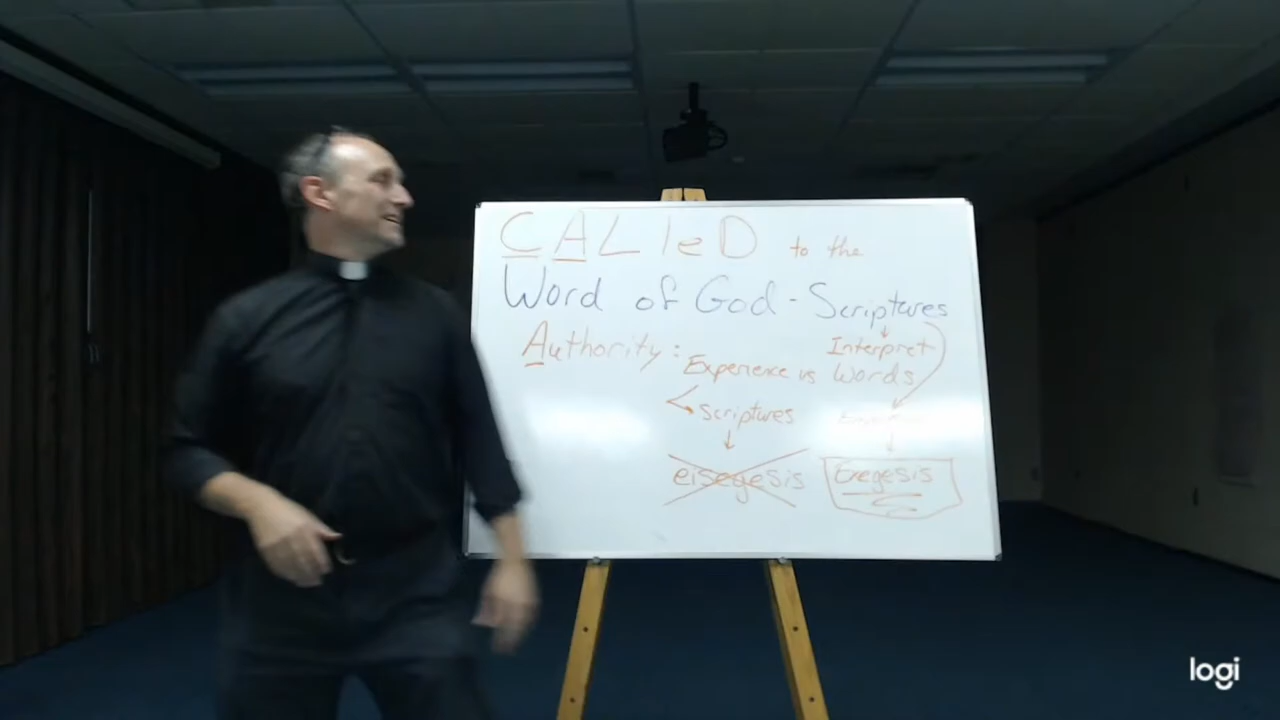 CALleD to the
Word of God - Scriptures
Authority: Interpret
Experience vs Words
Scriptures
eisegesis Exegesis
logi